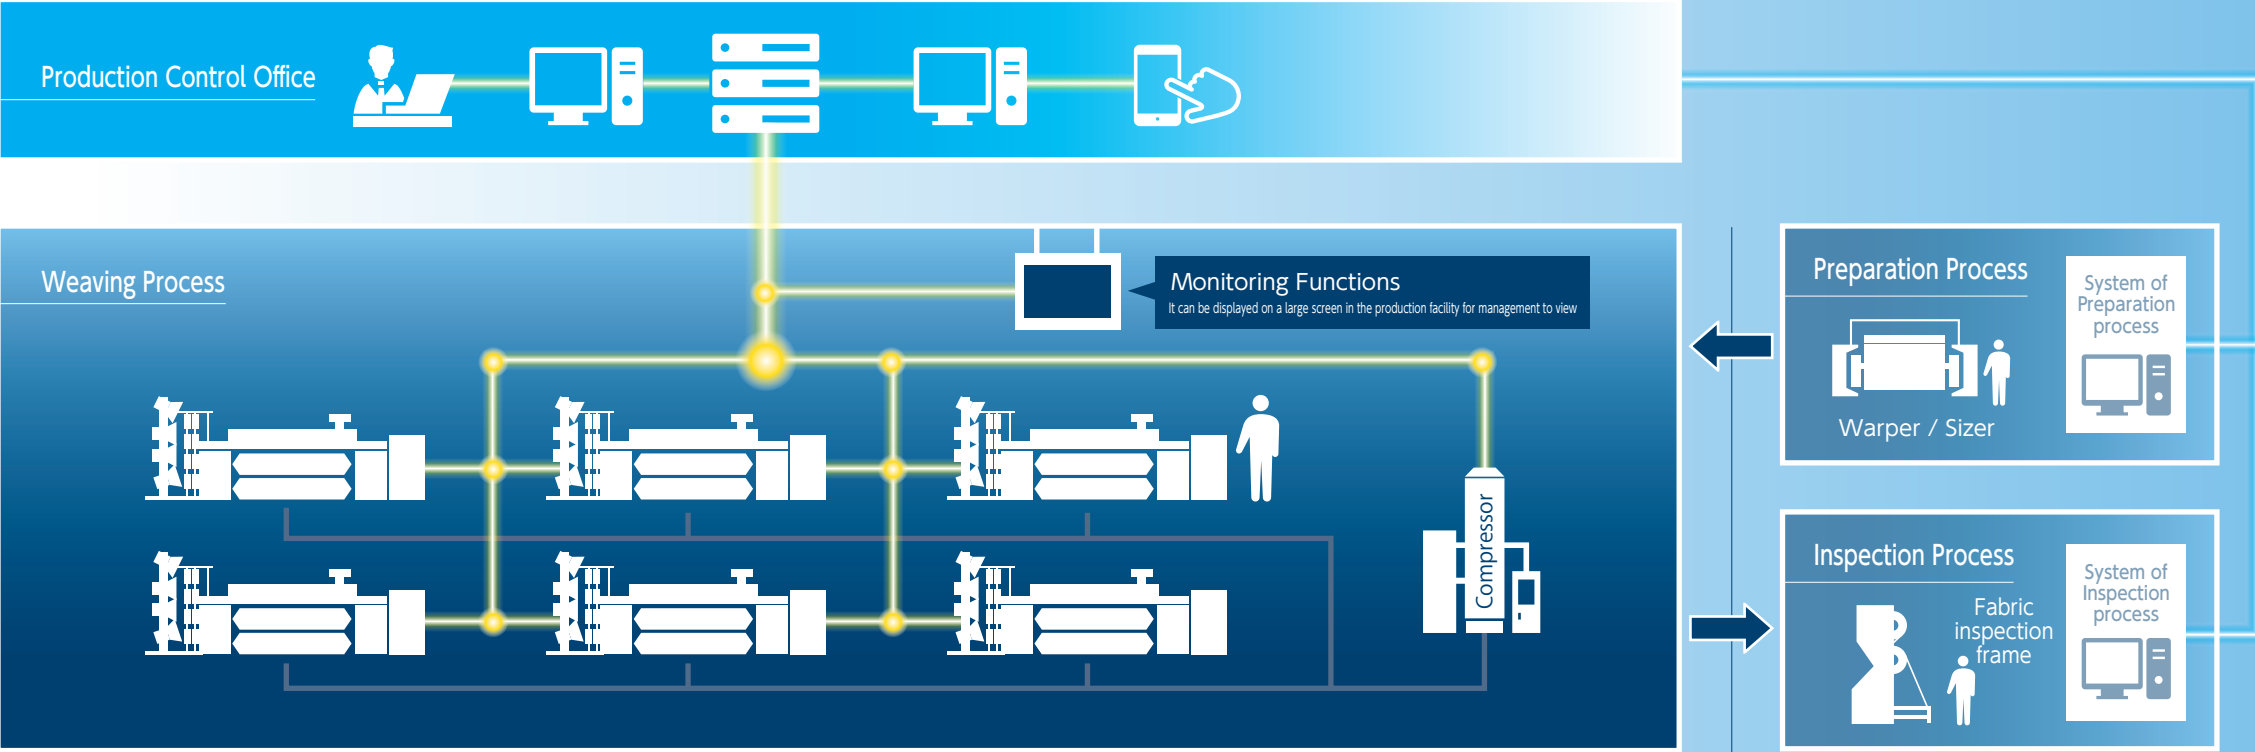 Production Control Office
Weaving Process
Monitoring Functions
It can be displayed on a large screen in the production facility for management to view
Compressor
Preparation Process
System of
Preparation
process
Warper / Sizer
Inspection Process
System of
Inspection
process
Fabric
inspection
frame